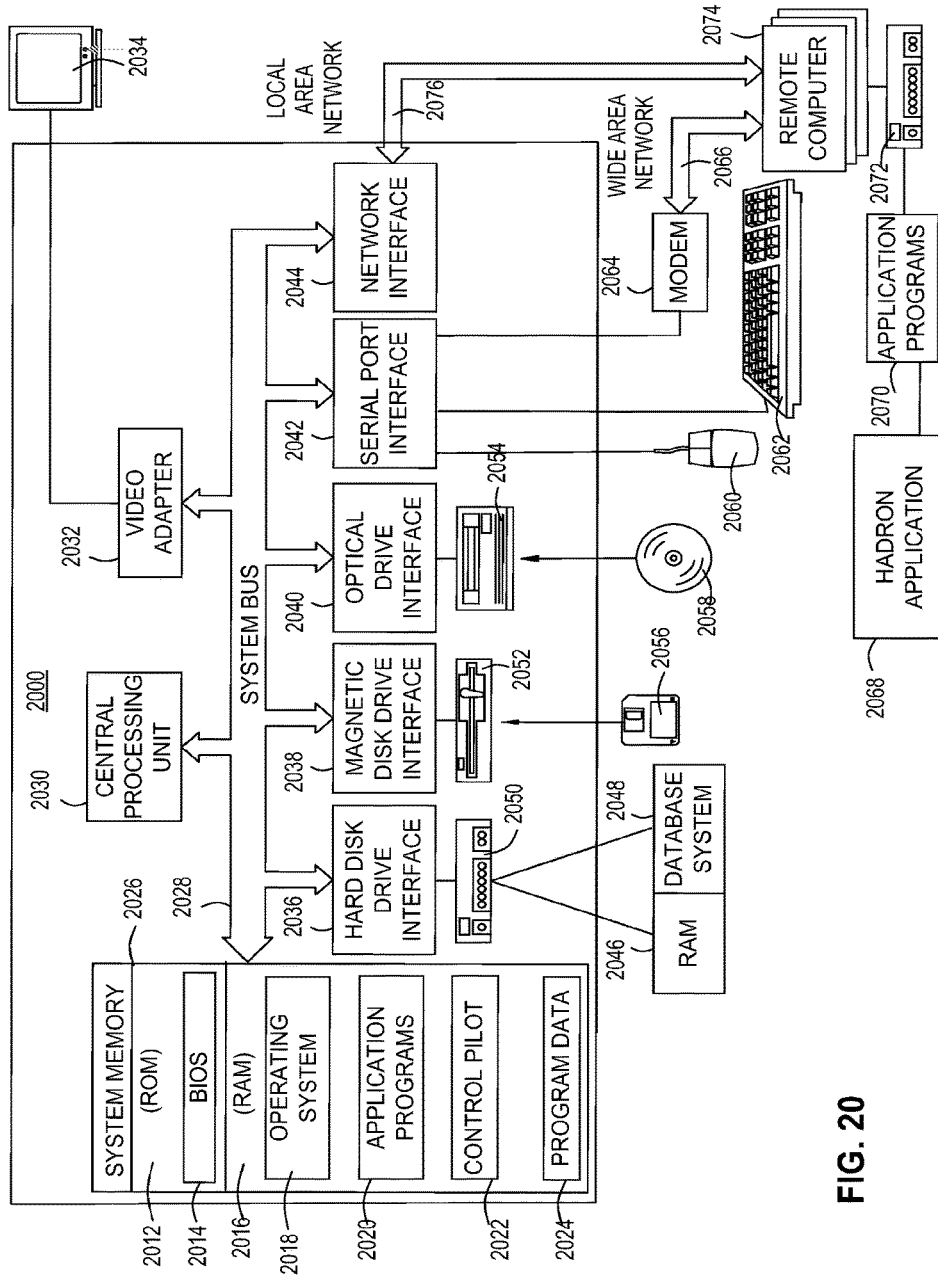 2000
2034
2030
CENTRAL
PROCESSING
UNIT
2032
VIDEO
ADAPTER
SYSTEM BUS
2026
2028
SYSTEM MEMORY
2012
(ROM)
2014
BIOS
2016
(RAM)
2018
OPERATING
SYSTEM
2020
APPLICATION
PROGRAMS
2022
CONTROL PILOT
2024
PROGRAM DATA
2036
HARD DISK
DRIVE
INTERFACE
2038
MAGNETIC
DISK DRIVE
INTERFACE
2040
OPTICAL
DRIVE
INTERFACE
2042
SERIAL PORT
INTERFACE
2044
NETWORK
INTERFACE
LOCAL
AREA
NETWORK
2076
2050
2052
2054
2046
RAM
2048
DATABASE
SYSTEM
2056
2058
2060
2062
2064
MODEM
WIDE AREA
NETWORK
2066
2074
REMOTE
COMPUTER
2072
2070
APPLICATION
PROGRAMS
2068
HADRON
APPLICATION
FIG. 20